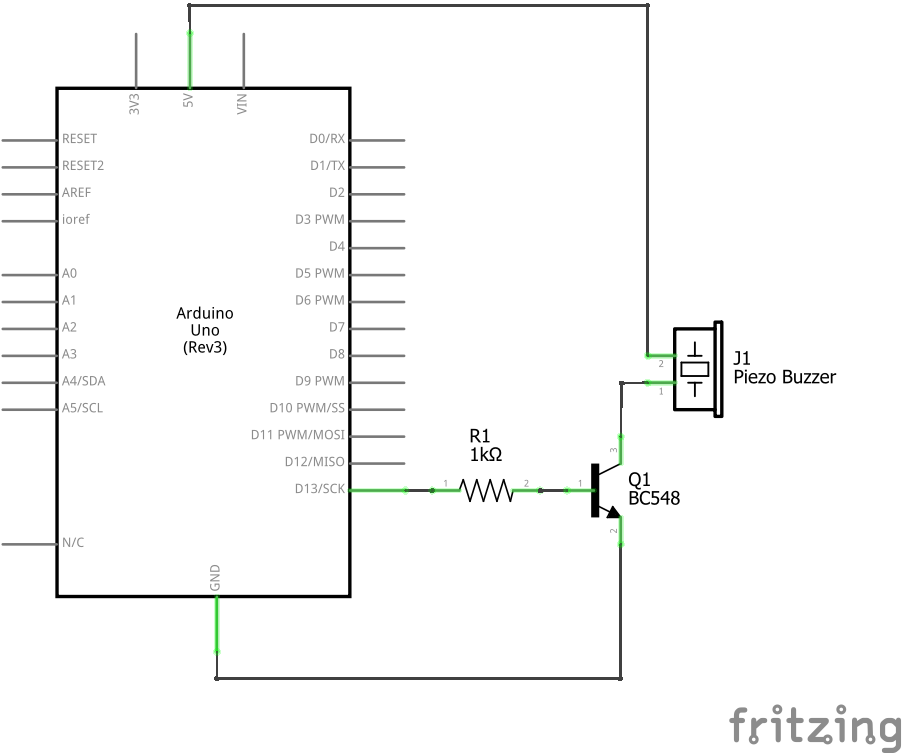 3V3
5V
VIN
RESET
RESET2
AREF
ioref
A0
A1
A2
A3
A4/SDA
A5/SCL
N/C
Arduino
Uno
(Rev3)
D0/RX
D1/TX
D2
D3 PWM
D4
D5 PWM
D6 PWM
D7
D8
D9 PWM
D10 PWM/SS
D11 PWM/MOSI
D12/MISO
D13/SCK
GND
R1
1kΩ
1
2
1
3
2
Q1
BC548
2
1
J1
Piezo Buzzer
fritzing